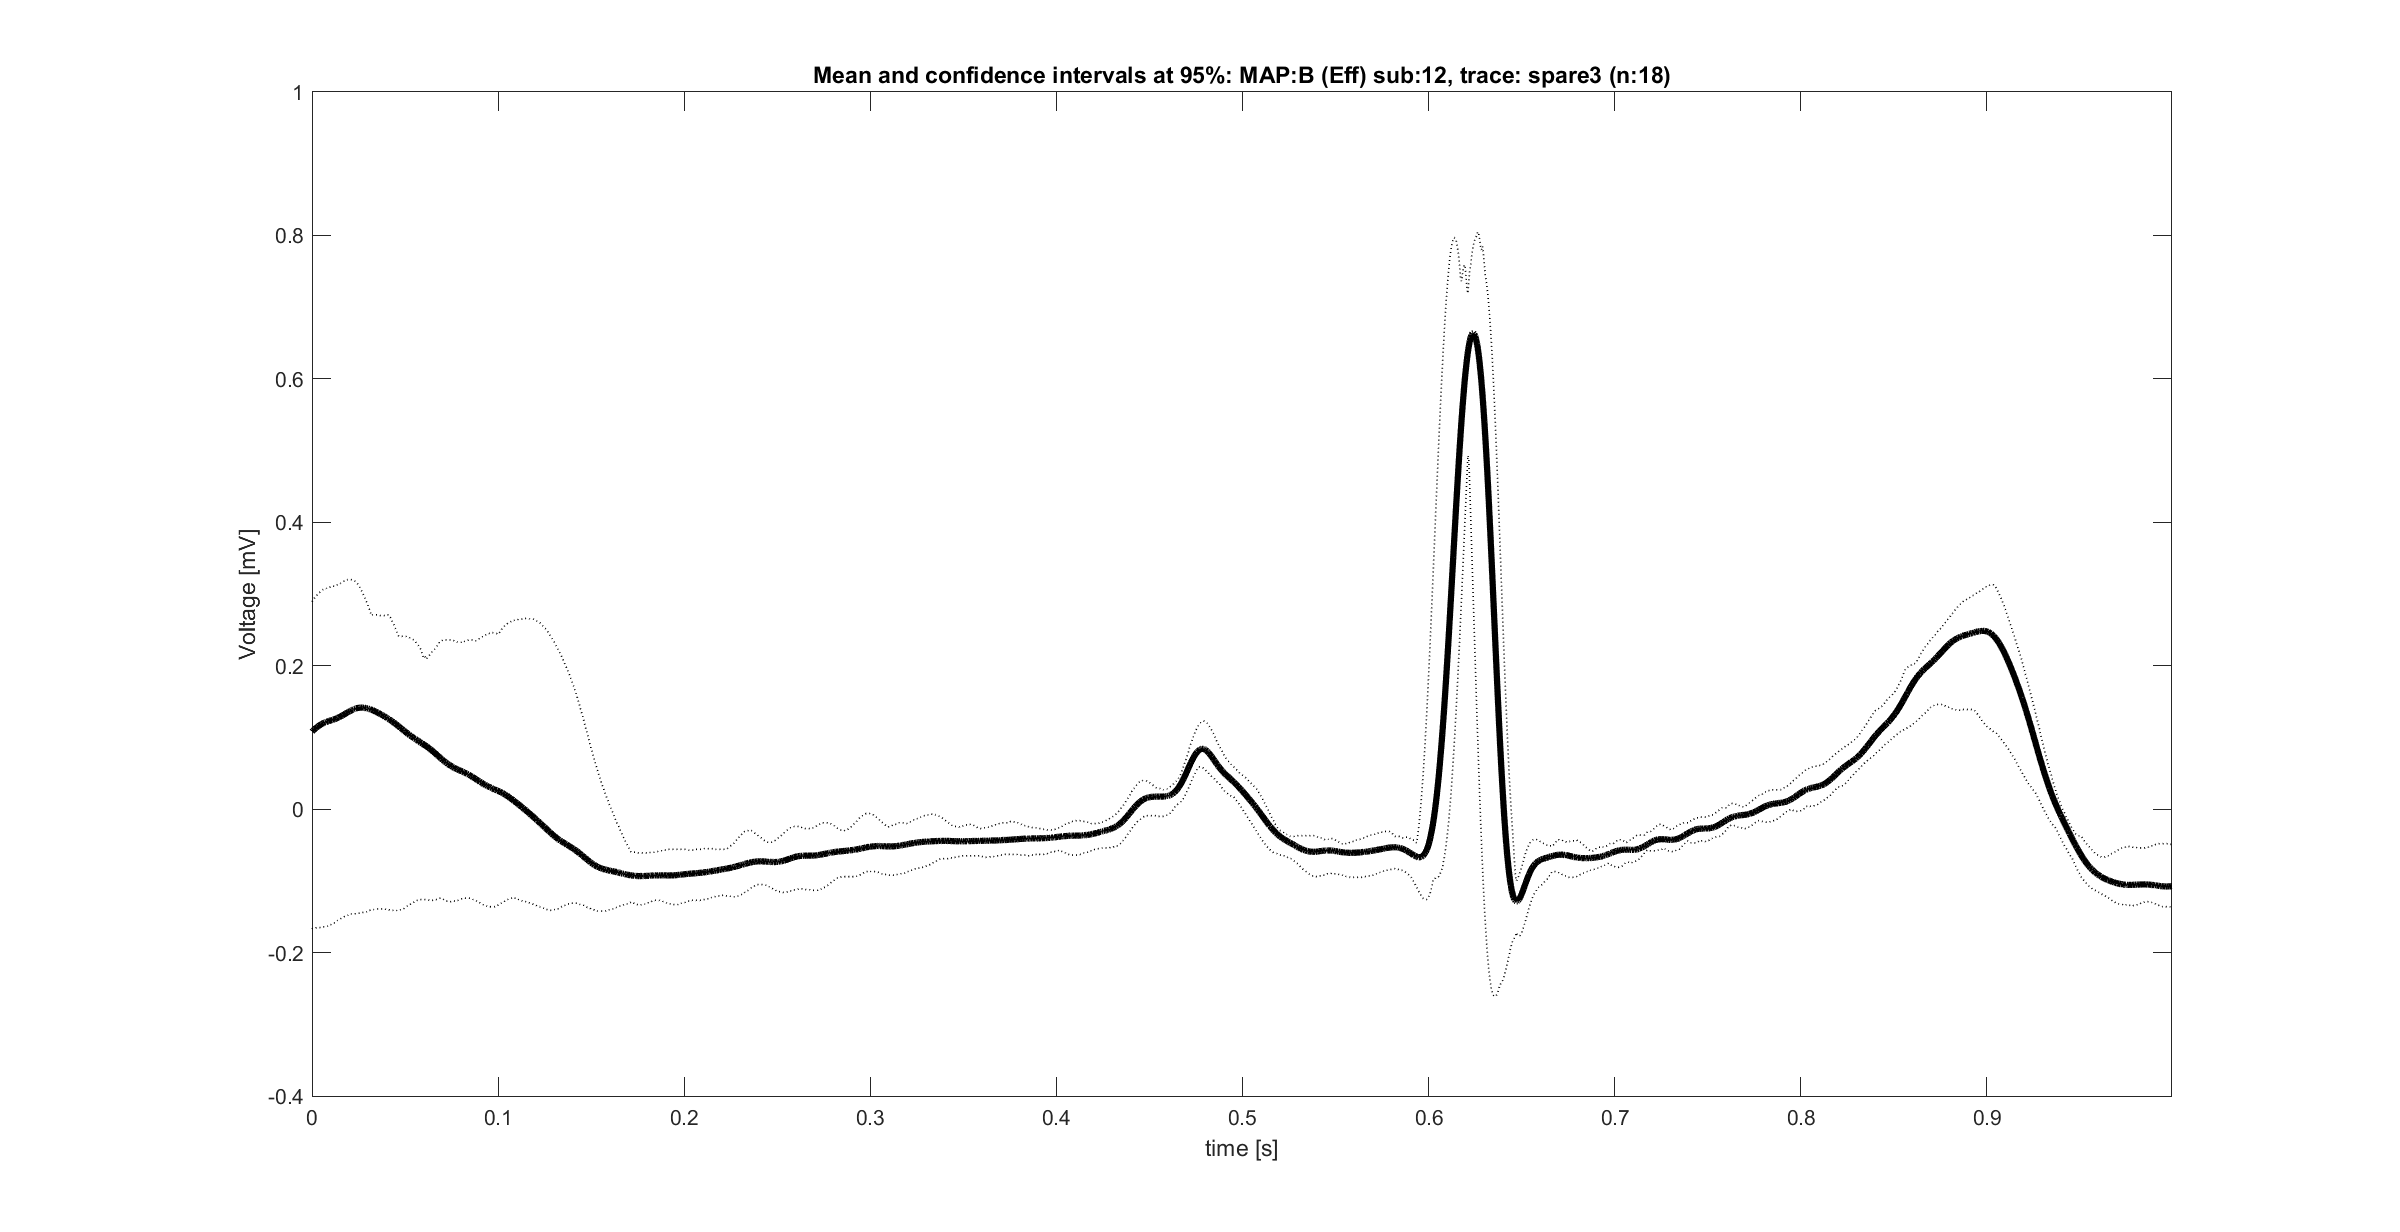 Mean and confidence intervals at 95%: MAP:B (Eff) sub:12, trace: spare3 (n:18)
1
0.8
0.6
0.4
0.2
0
-0.2
-0.4
Voltage [mV]
0 0.1 0.2 0.3 0.4 0.5 0.6 0.7 0.8 0.9
time [s]